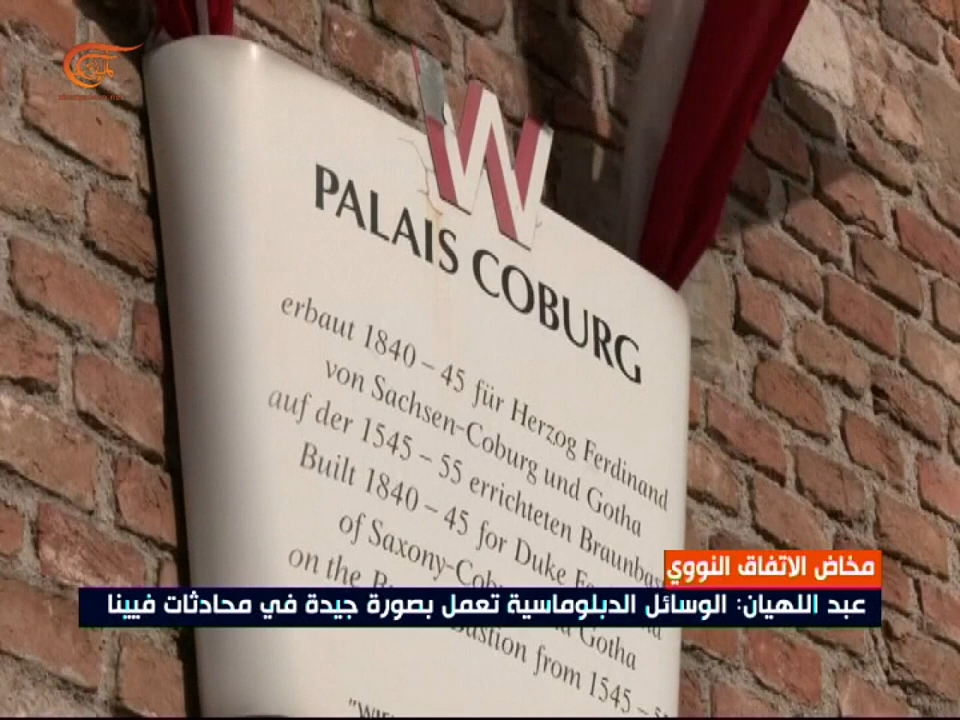 W
PALAIS COBURG
erbaut 1840 – 45 für Herzog Ferdinand
von Sachsen-Coburg und Gotha
auf der 1545 – 55 errichteten Braunbas
Built 1840 – 45 for Duke
of Saxony-Cob
Gotha
on the
Bastion from 1545 –
مخاض الاتفاق النووي
عبد اللهيان: الوسائل الدبلوماسية تعمل بصورة جيدة في محادثات فيينا